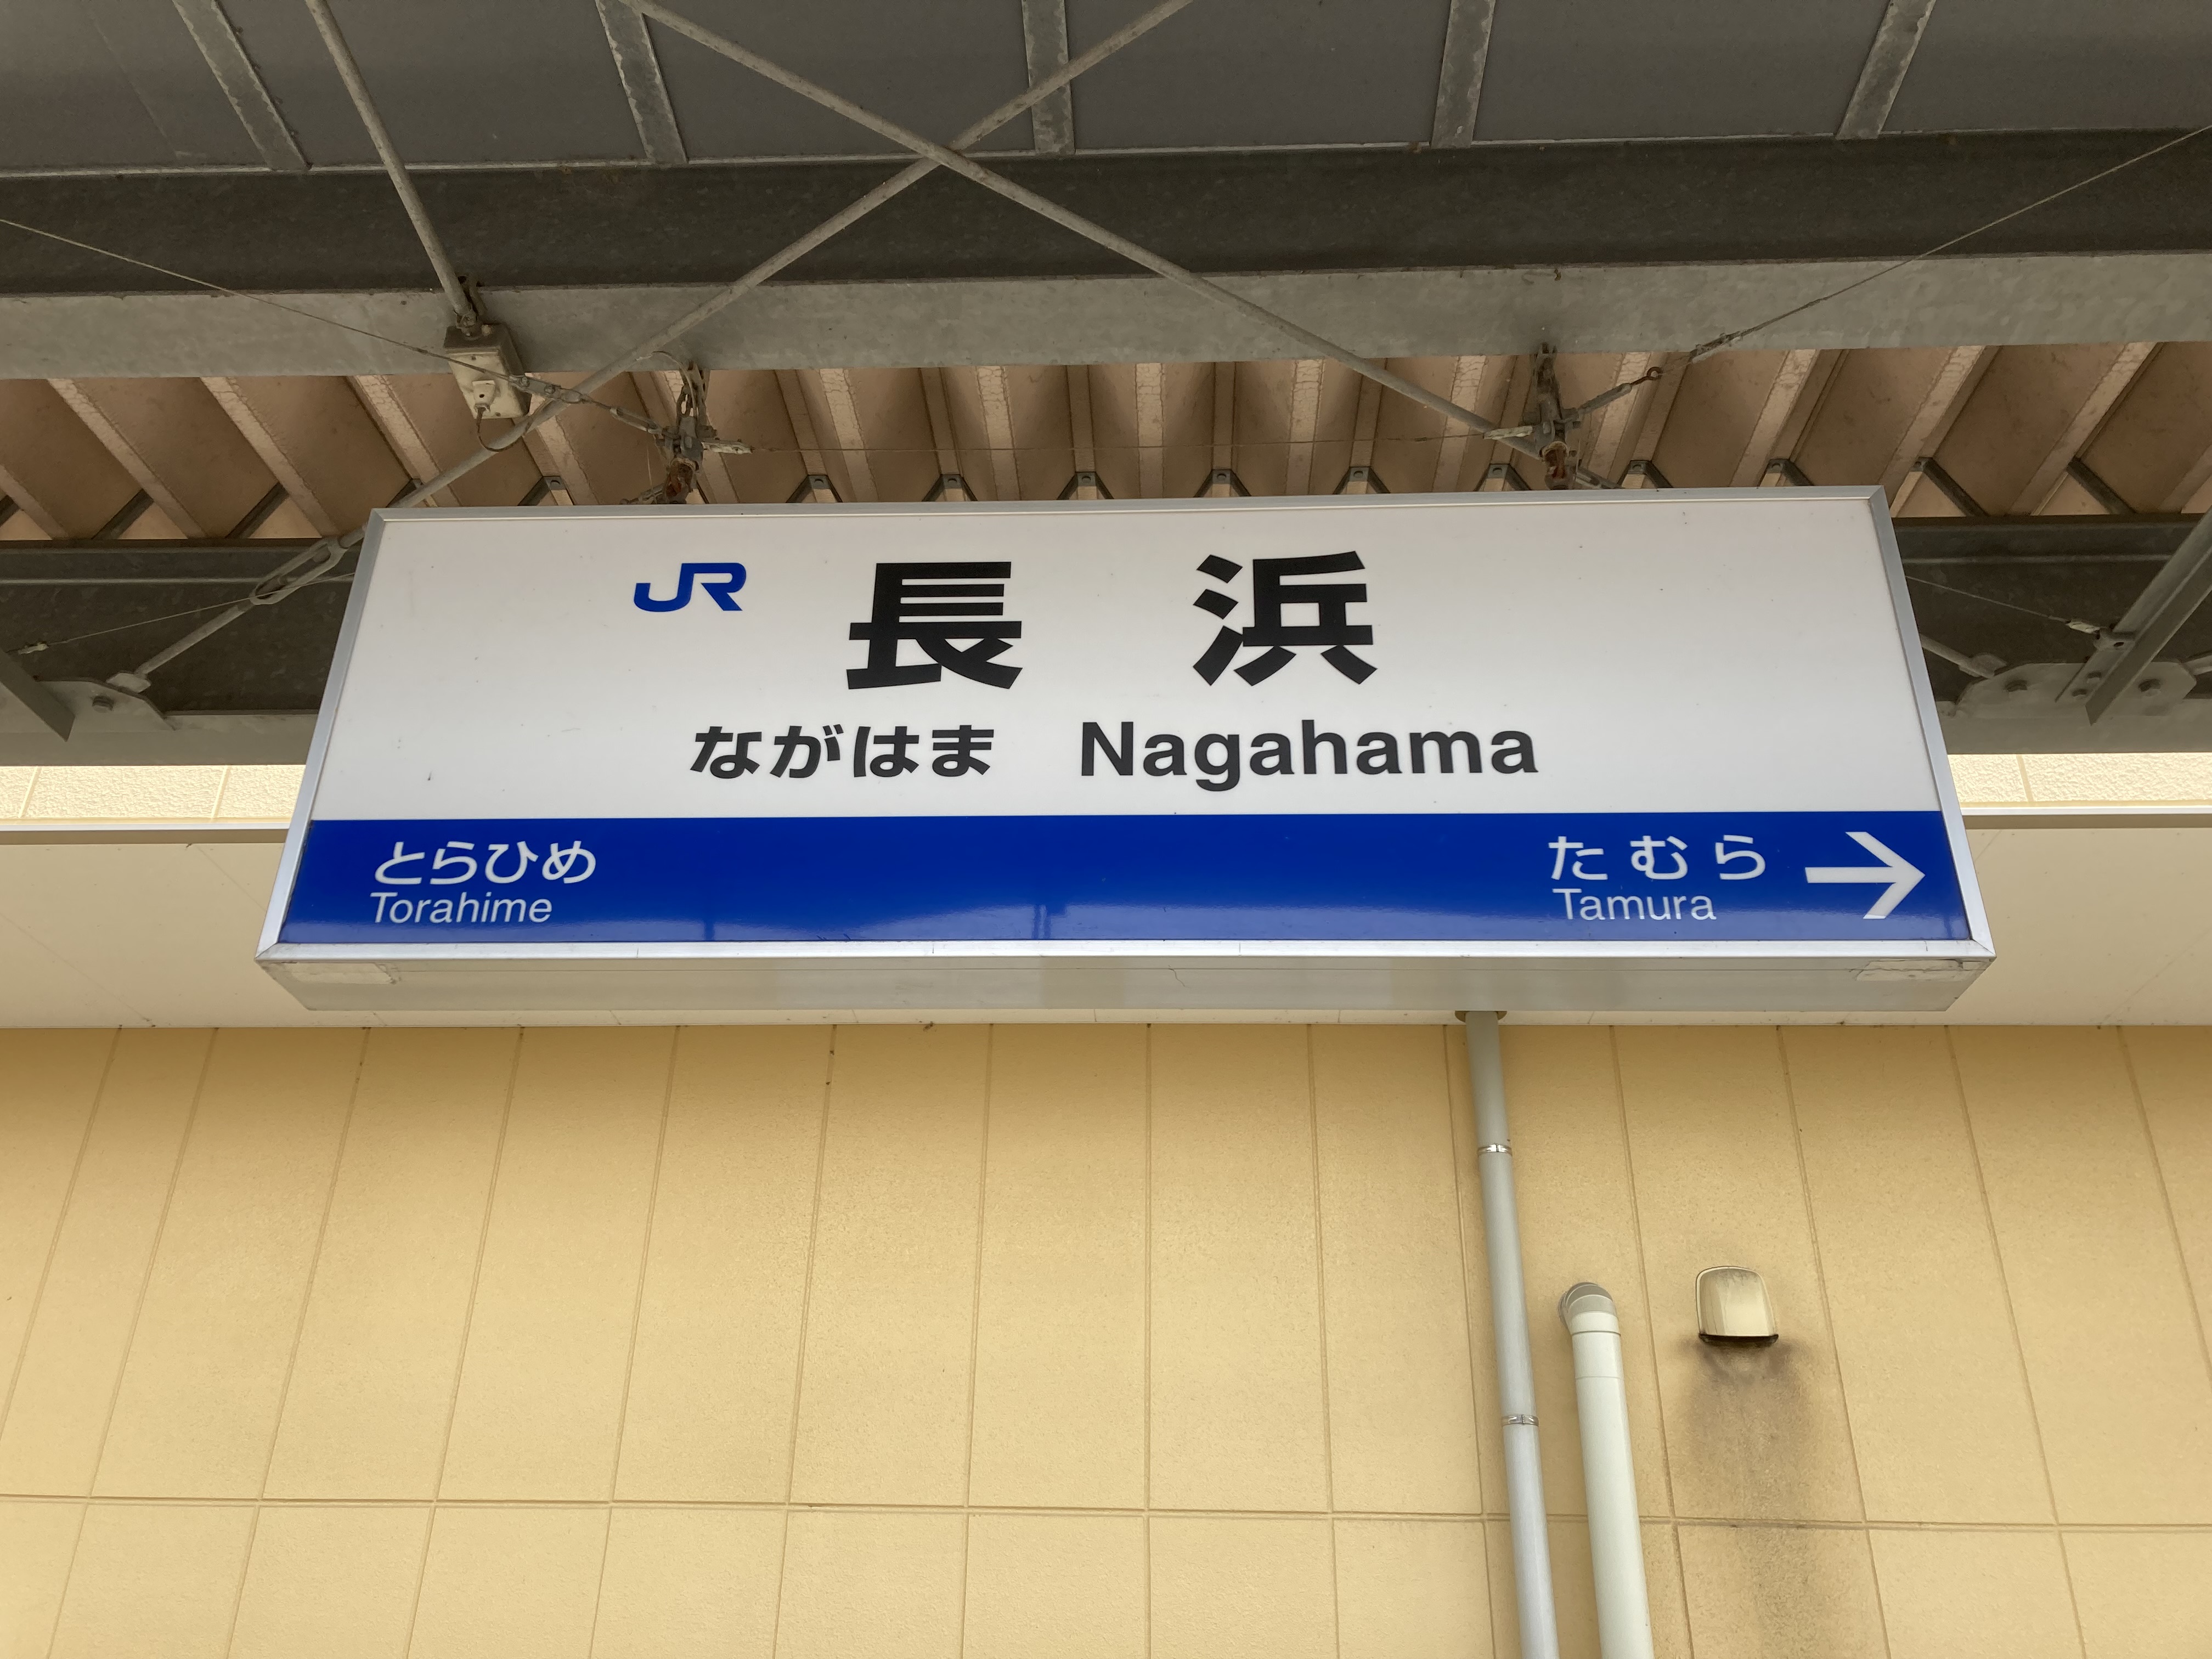 JR 長浜
ながはま Nagahama
とらひめ たむら →
Torahime Tamura